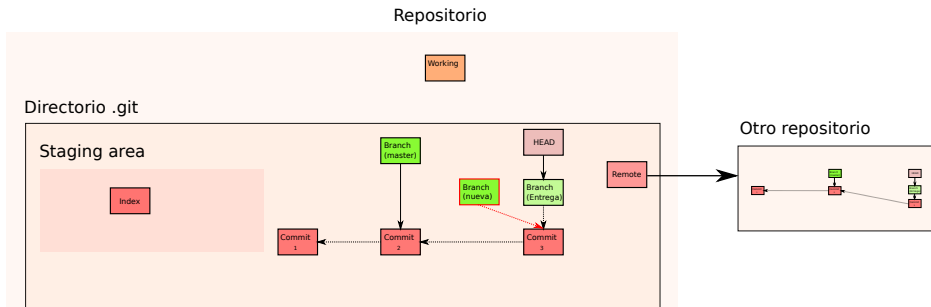 Repositorio
Working
Directorio .git
Otro repositorio
Staging area
Branch
(master)
HEAD
Remote
Branch
(nueva)
Branch
(Entrega)
Index
Commit
1
Commit
2
Commit
3